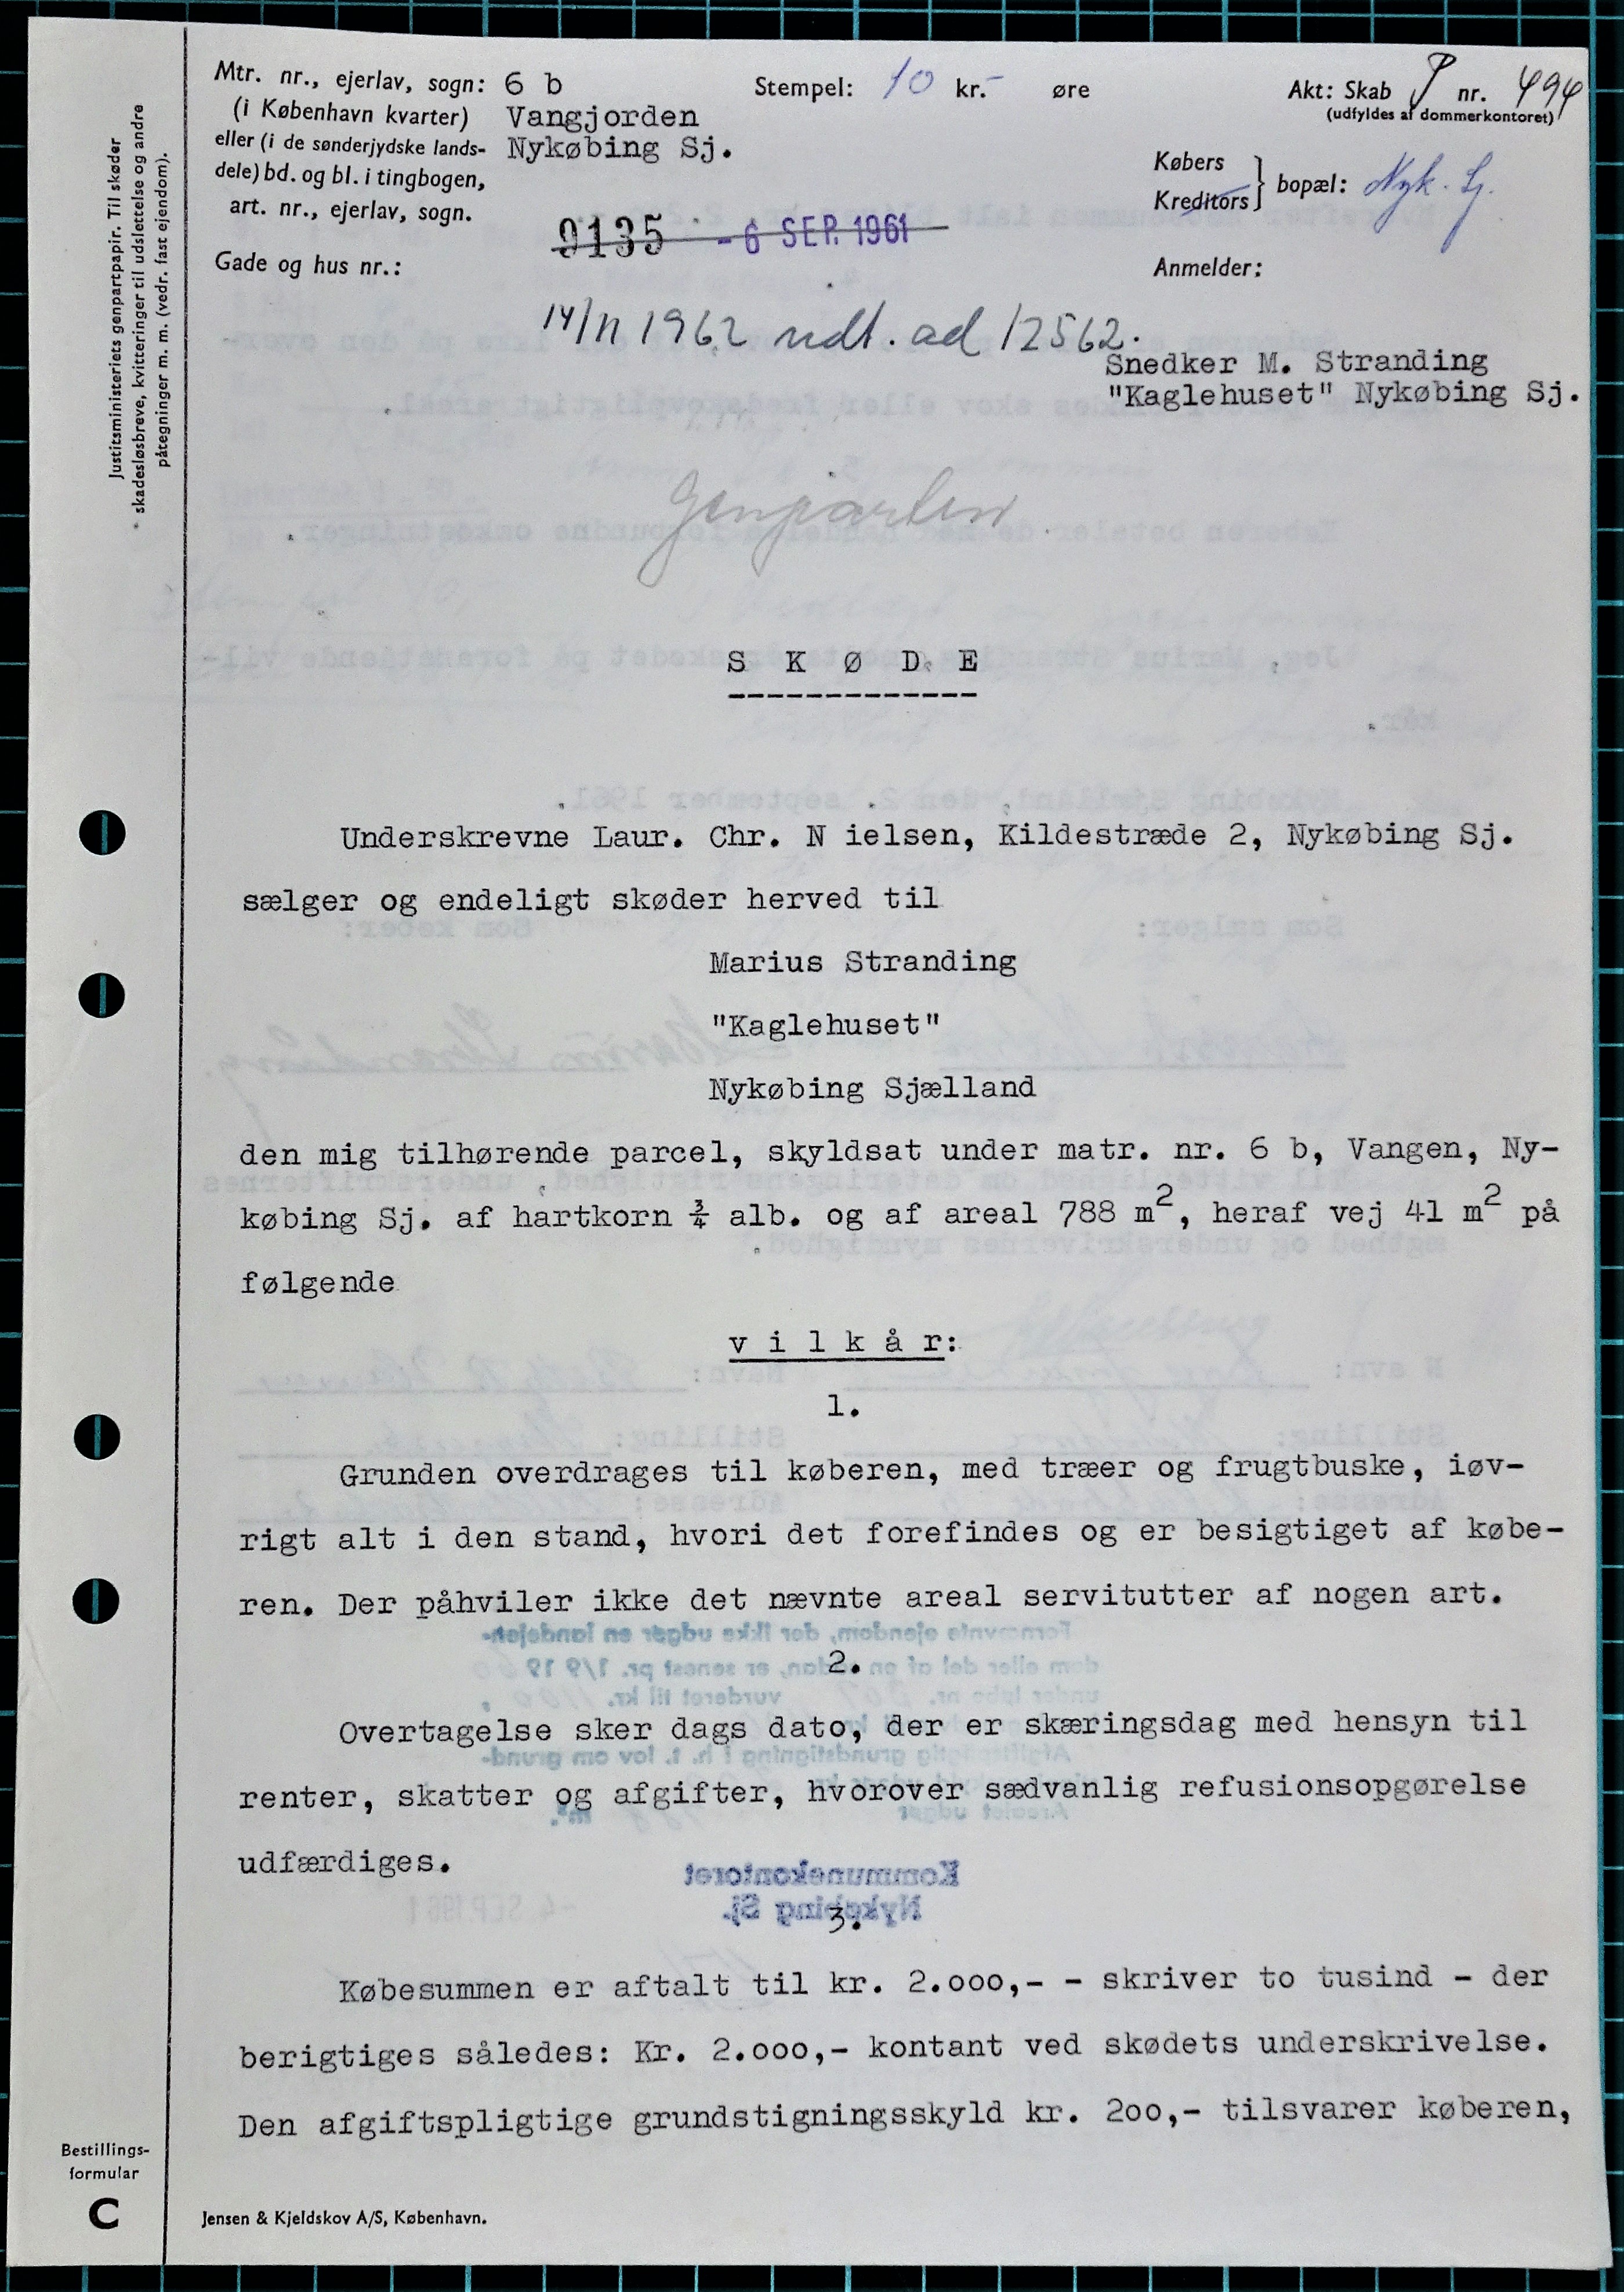 Justitsministeriets genpartpapir. Til skøder
skadesløsbreve, kvitteringer til udslettelse og andre
påtegninger m. m. (vedr. fast ejendom).
Mtr. nr., ejerlav, sogn: 6 b
(i København kvarter) Vangjorden
eller (i de sønderjydske lands- Nykøbing Sj.
dele) bd. og bl. i tingbogen,
art. nr., ejerlav, sogn.
Gade og hus nr.:
Stempel: 10 kr.- øre
Akt: Skab P nr. 494
(udfyldes af dommerkontoret)
Købers
Kreditors } bopæl: Nyk. Sj.
9135 - 6 SEP. 1961
Anmelder:
14/11 1962 udt. ad 12562.
Snedker M. Stranding
"Kaglehuset" Nykøbing Sj.
Genparten
S K Ø D E
-------------
Underskrevne Laur. Chr. N ielsen, Kildestræde 2, Nykøbing Sj.
sælger og endeligt skøder herved til
Marius Stranding
"Kaglehuset"
Nykøbing Sjælland
den mig tilhørende parcel, skyldsat under matr. nr. 6 b, Vangen, Ny-
købing Sj. af hartkorn ¾ alb. og af areal 788 m², heraf vej 41 m² på
følgende
v i l k å r:
1.
Grunden overdrages til køberen, med træer og frugtbuske, iøv-
rigt alt i den stand, hvori det forefindes og er besigtiget af købe-
ren. Der påhviler ikke det nævnte areal servitutter af nogen art.
2.
Overtagelse sker dags dato, der er skæringsdag med hensyn til
renter, skatter og afgifter, hvorover sædvanlig refusionsopgørelse
udfærdiges.
3.
Købesummen er aftalt til kr. 2.000,- - skriver to tusind - der
berigtiges således: Kr. 2.000,- kontant ved skødets underskrivelse.
Den afgiftspligtige grundstigningsskyld kr. 200,- tilsvarer køberen,
Bestillings-
formular
C
Jensen & Kjeldskov A/S, København.